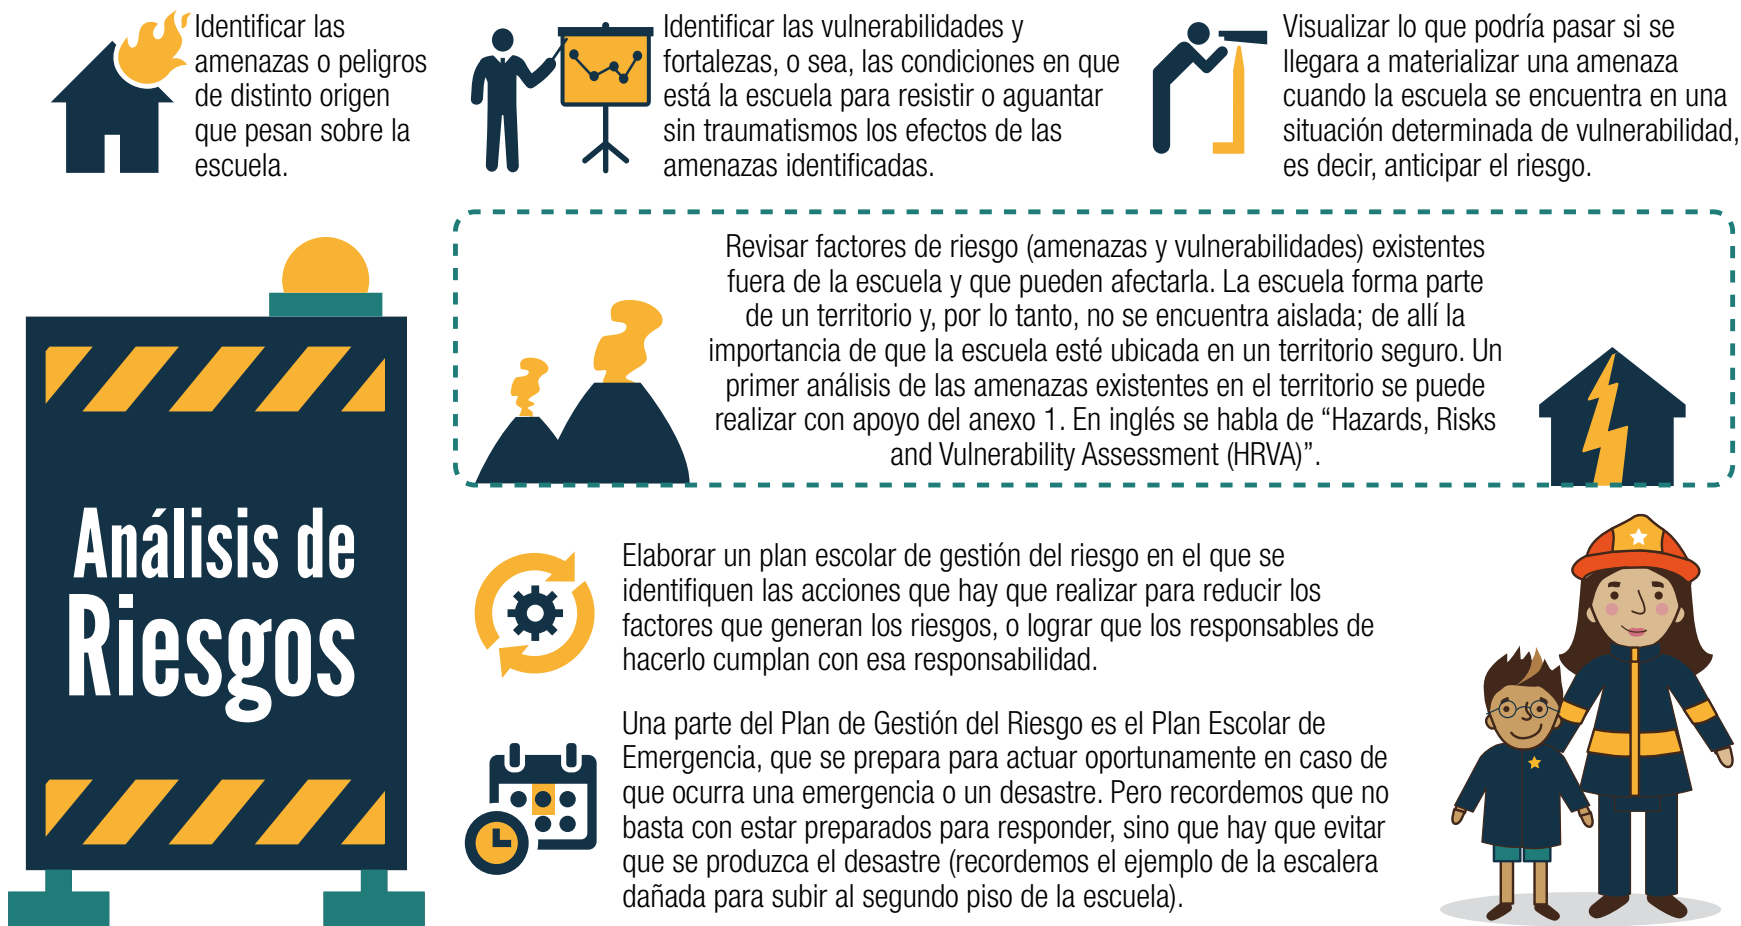 Identificar las
amenazas o peligros
de distinto origen
que pesan sobre la
escuela.
Identificar las vulnerabilidades y
fortalezas, o sea, las condiciones en que
está la escuela para resistir o aguantar
sin traumatismos los efectos de las
amenazas identificadas.
Visualizar lo que podría pasar si se
llegara a materializar una amenaza
cuando la escuela se encuentra en una
situación determinada de vulnerabilidad,
es decir, anticipar el riesgo.
Revisar factores de riesgo (amenazas y vulnerabilidades) existentes
fuera de la escuela y que pueden afectarla. La escuela forma parte
de un territorio y, por lo tanto, no se encuentra aislada; de allí la
importancia de que la escuela esté ubicada en un territorio seguro. Un
primer análisis de las amenazas existentes en el territorio se puede
realizar con apoyo del anexo 1. En inglés se habla de “Hazards, Risks
and Vulnerability Assessment (HRVA)”.
Análisis de
Riesgos
Elaborar un plan escolar de gestión del riesgo en el que se
identifiquen las acciones que hay que realizar para reducir los
factores que generan los riesgos, o lograr que los responsables de
hacerlo cumplan con esa responsabilidad.
Una parte del Plan de Gestión del Riesgo es el Plan Escolar de
Emergencia, que se prepara para actuar oportunamente en caso de
que ocurra una emergencia o un desastre. Pero recordemos que no
basta con estar preparados para responder, sino que hay que evitar
que se produzca el desastre (recordemos el ejemplo de la escalera
dañada para subir al segundo piso de la escuela).